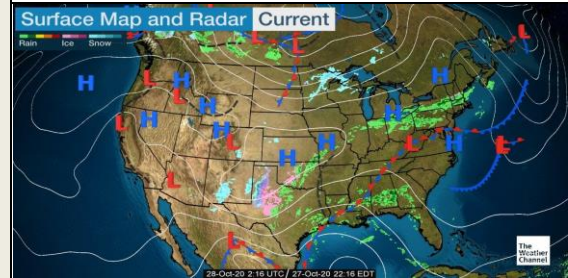 Surface Map and Radar Current
Rain Ice Snow
L L L
H L H H
L H
H
L H H
H L H L
H
L
L
28-Oct-20 2:16 UTC / 27-Oct-20 22:16 EDT
The
Weather
Channel